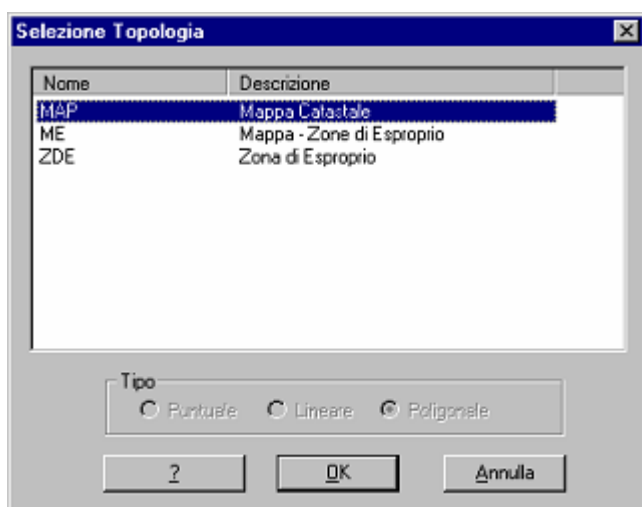 Selezione Topologia
Nome Descrizione
MAP Mappa Catastale
ME Mappa - Zone di Esproprio
ZDE Zona di Esproprio
Tipo
Puntuale Lineare Poligonale
? OK Annulla